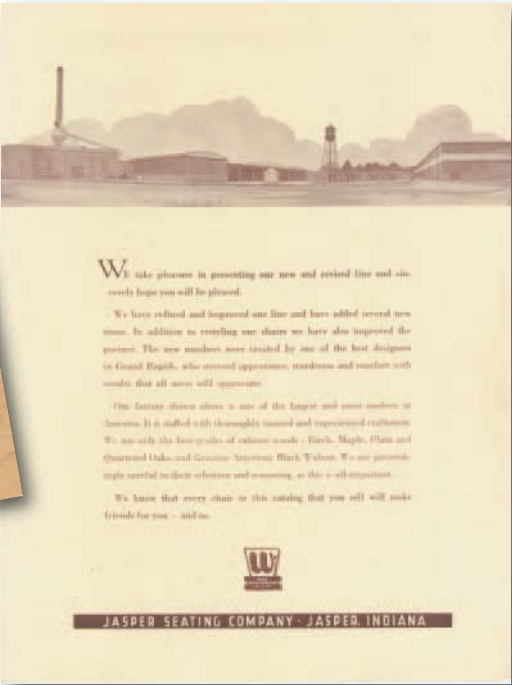 WE take pleasure in presenting our new and revised line and sin-
cerely hope you will be pleased.
We have refined and improved our line and have added several new
items. In addition to restyling our chairs we have also improved the
The new numbers were created by one of the best designers
in Grand Rapids, who stressed appearance, sturdiness and comfort with
results that all users will appreciate.
Our factory shown above is one of the largest and most modern in
America. It is staffed with thoroughly trained and experienced craftsmen.
We use only the best grades of cabinet woods - Birch, Maple, Plain and
Quartered Oaks, and Genuine American Black Walnut. We are
careful in their selection and seasoning, as this is all-important.
We know that every chair in this catalog that you sell will make
friends for you - and us.
W
JASPER SEATING COMPANY · JASPER, INDIANA